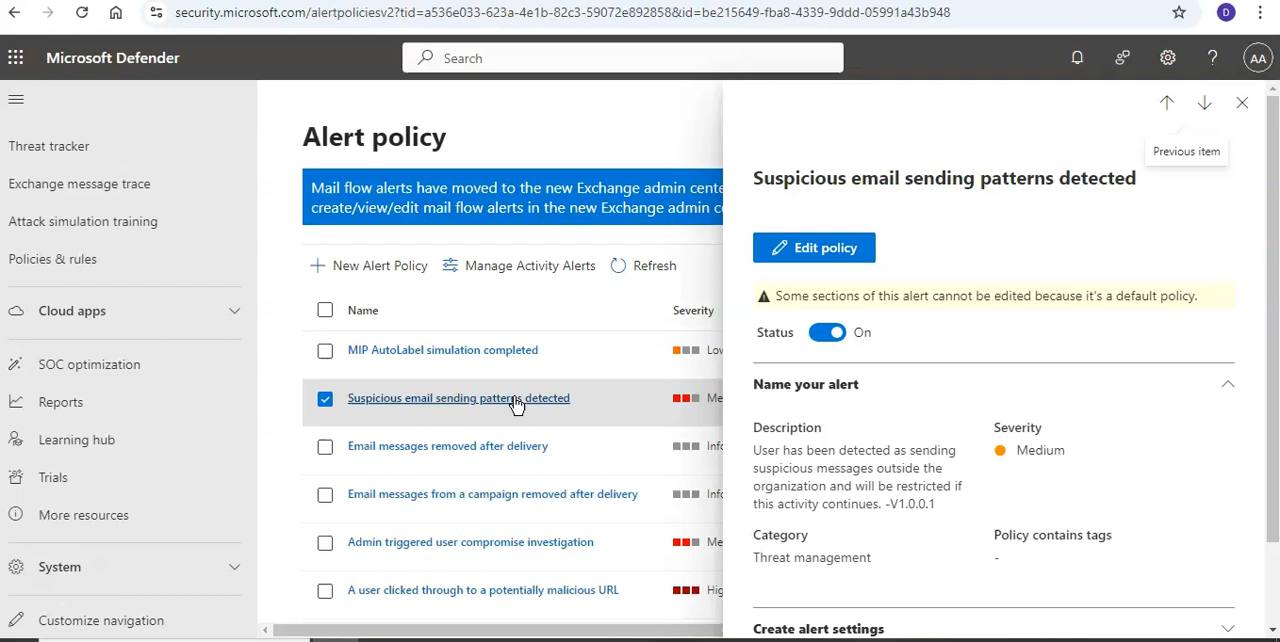 security.microsoft.com/alertpoliciesv2?tid=a536e033-623a-4e1b-82c3-59072e892858&id=be215649-fba8-4339-9ddd-05991a43b948
D
Microsoft Defender
Search
AA
Threat tracker
Exchange message trace
Attack simulation training
Policies & rules
Cloud apps
SOC optimization
Reports
Learning hub
Trials
More resources
System
Customize navigation
Alert policy
Mail flow alerts have moved to the new Exchange admin cente
create/view/edit mail flow alerts in the new Exchange admin c
New Alert Policy Manage Activity Alerts Refresh
Name Severity
MIP AutoLabel simulation completed Lov
Suspicious email sending patterns detected Me
Email messages removed after delivery Info
Email messages from a campaign removed after delivery Info
Admin triggered user compromise investigation Me
A user clicked through to a potentially malicious URL Hig
Previous item
Suspicious email sending patterns detected
Edit policy
Some sections of this alert cannot be edited because it's a default policy.
Status On
Name your alert
Description
User has been detected as sending
suspicious messages outside the
organization and will be restricted if
this activity continues. -V1.0.0.1
Severity
Medium
Category
Threat management
Policy contains tags
-
Create alert settings